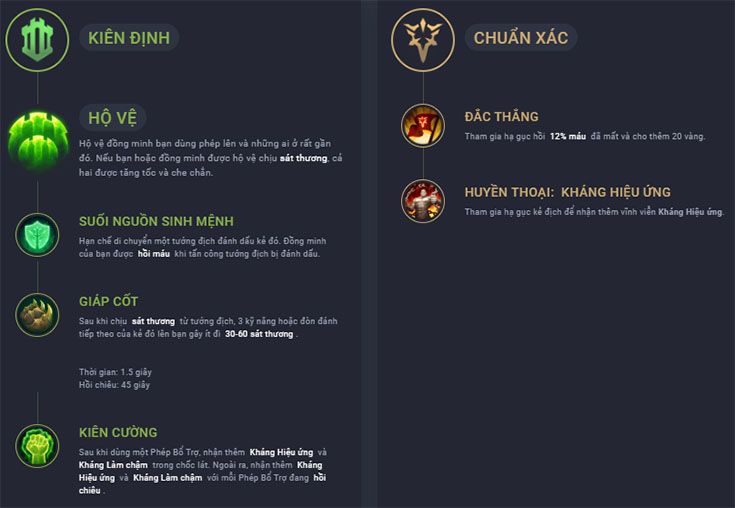 KIÊN ĐỊNH
HỘ VỆ
Hộ vệ đồng minh bạn dùng phép lên và những ai ở rất gần
đó. Nếu bạn hoặc đồng minh được hộ vệ chịu sát thương, cả
hai được tăng tốc và che chắn.
SUỐI NGUỒN SINH MỆNH
Hạn chế di chuyển một tướng địch đánh dấu kẻ đó. Đồng minh
của bạn được hồi máu khi tấn công tướng địch bị đánh dấu.
GIÁP CỐT
Sau khi chịu sát thương từ tướng địch, 3 kỹ năng hoặc đòn đánh
tiếp theo của kẻ đó lên bạn gây ít đi 30-60 sát thương .
Thời gian: 1.5 giây
Hồi chiêu: 45 giây
KIÊN CƯỜNG
Sau khi dùng một Phép Bổ Trợ, nhận thêm Kháng Hiệu ứng và
Kháng Làm chậm trong chốc lát. Ngoài ra, nhận thêm Kháng
Hiệu ứng và Kháng Làm chậm với mỗi Phép Bổ Trợ đang hồi
chiêu .
CHUẨN XÁC
ĐẮC THẮNG
Tham gia hạ gục hồi 12% máu đã mất và cho thêm 20 vàng.
HUYỀN THOẠI: KHÁNG HIỆU ỨNG
Tham gia hạ gục kẻ địch để nhận thêm vĩnh viễn Kháng Hiệu ứng.